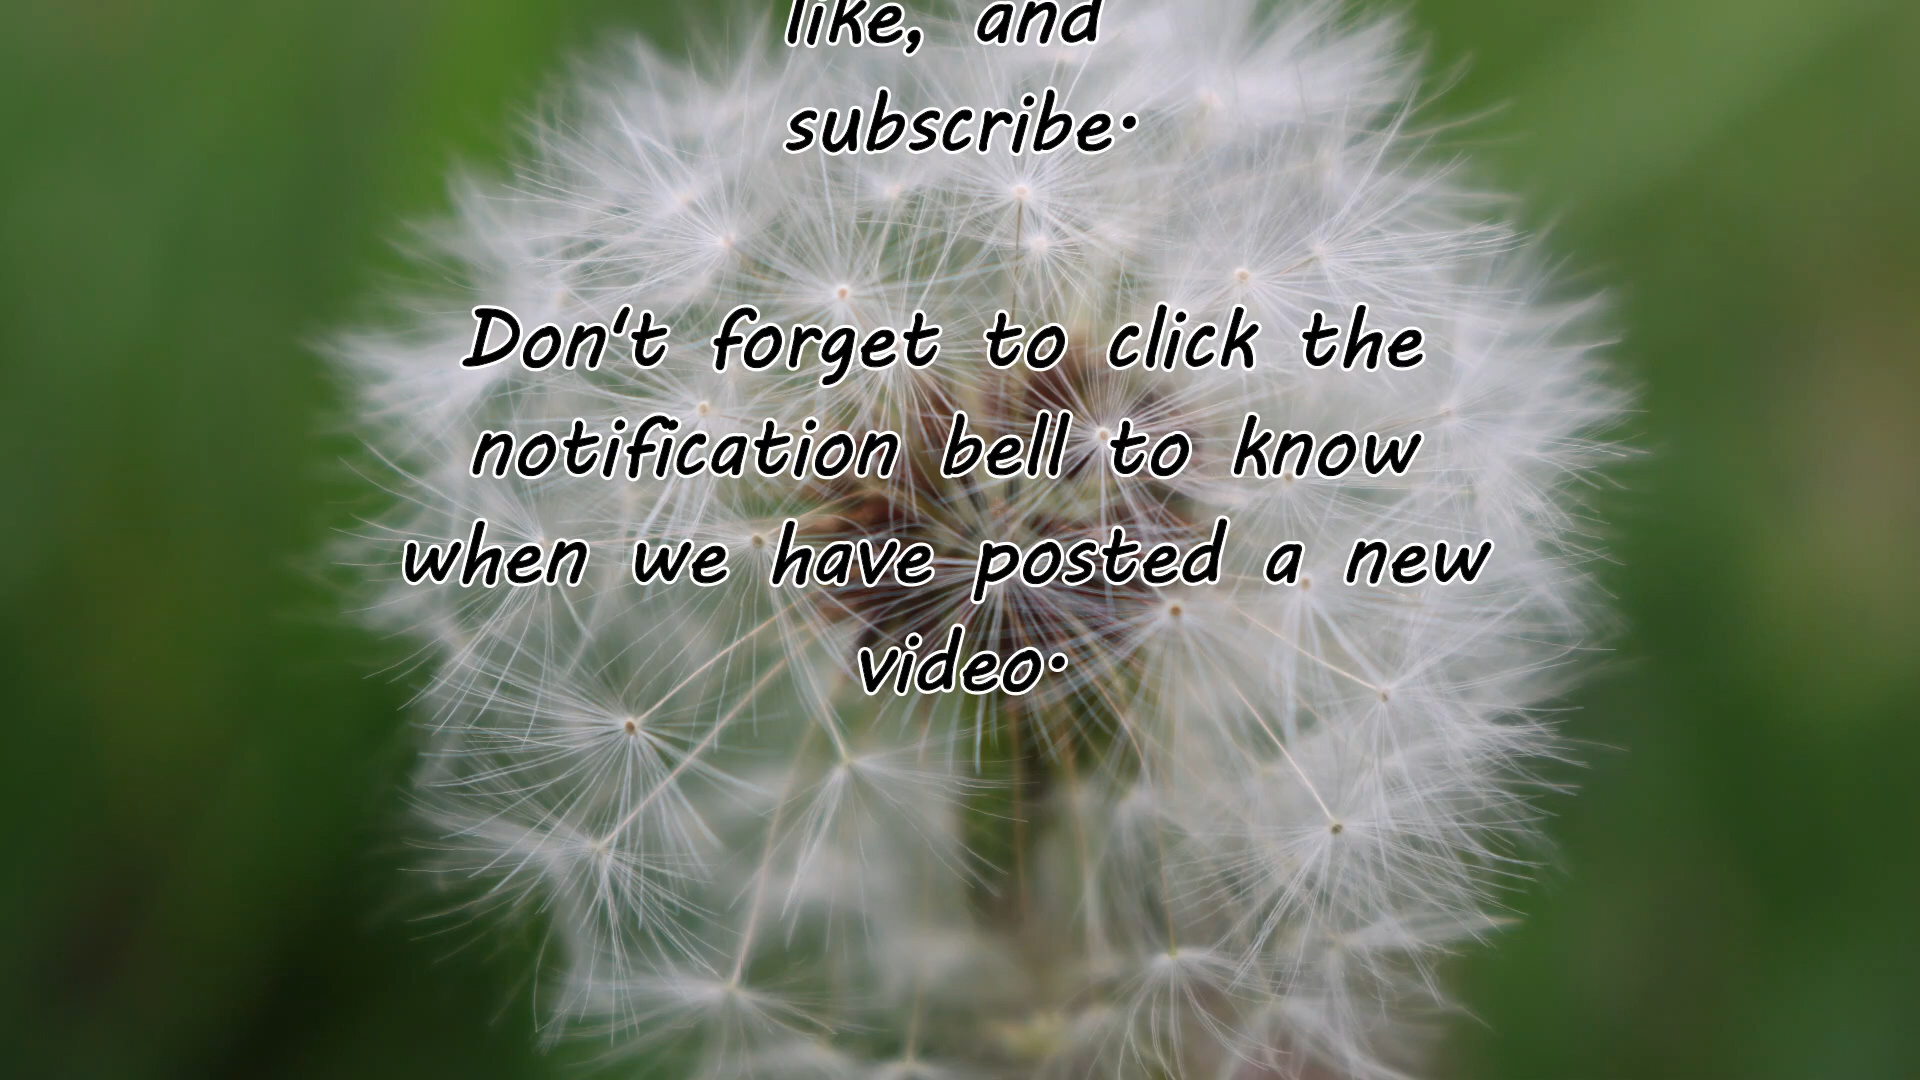 like, and
subscribe.
Don't forget to click the
notification bell to know
when we have posted a new
video.